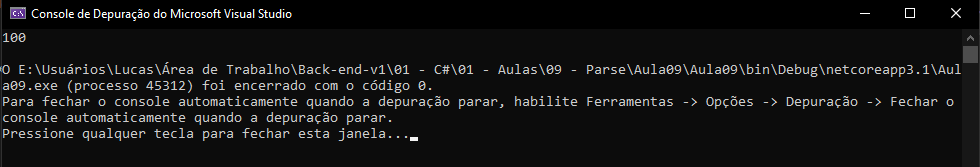 Console de Depuração do Microsoft Visual Studio
100
O E:\Usuários\Lucas\Área de Trabalho\Back-end-v1\01 - C#\01 - Aulas\09 - Parse\Aula09\Aula09\bin\Debug\netcoreapp3.1\Aul
a09.exe (processo 45312) foi encerrado com o código 0.
Para fechar o console automaticamente quando a depuração parar, habilite Ferramentas -> Opções -> Depuração -> Fechar o
console automaticamente quando a depuração parar.
Pressione qualquer tecla para fechar esta janela...